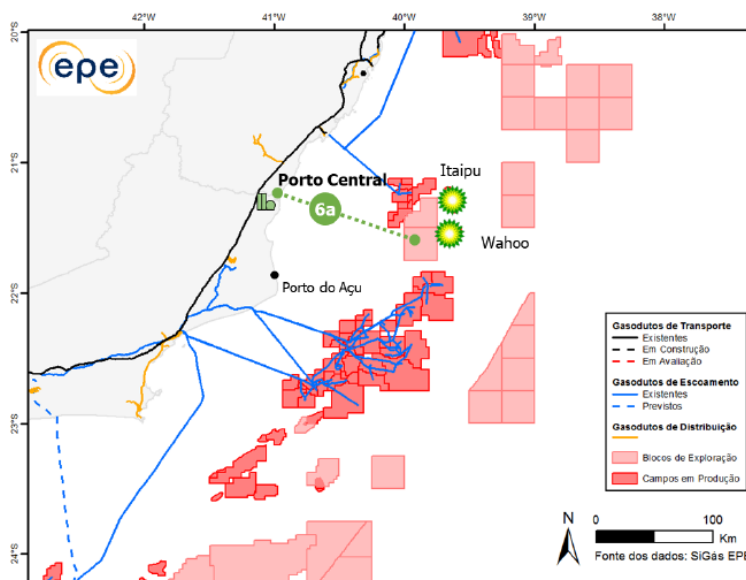 42°W
41°W
40°W
39°W
38°W
20°S
21°S
22°S
23°S
24°S
epe
Itaipu
Porto Central
6a
Wahoo
Porto do Açu
Gasodutos de Transporte
Existentes
Em Construção
Em Avaliação
Gasodutos de Escoamento
Existentes
Previstos
Gasodutos de Distribuição
Blocos de Exploração
Campos em Produção
N
0
100
Km
Fonte dos dados: SiGás EPE